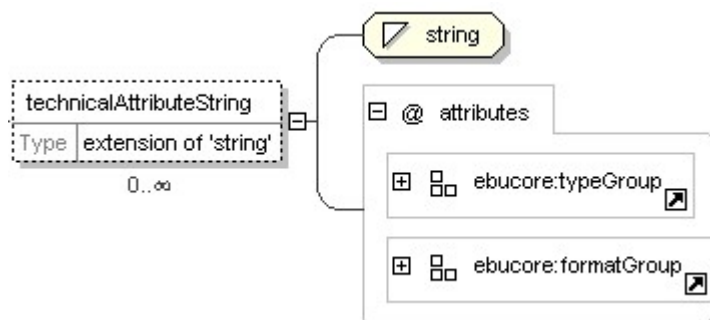 string
technicalAttributeString
Type extension of 'string'
0..∞
@ attributes
ebucore:typeGroup
ebucore:formatGroup